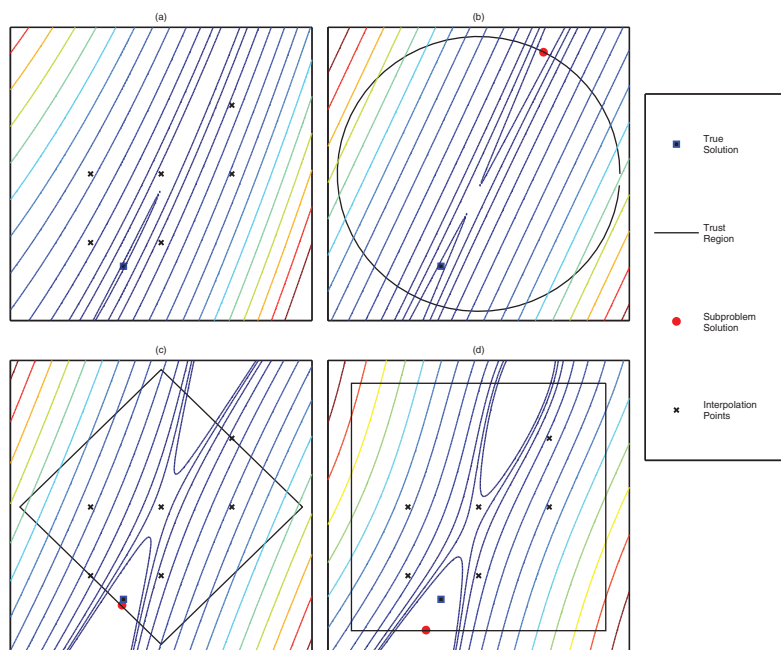 (a)
(b)
(c)
(d)
True
Solution
Trust
Region
Subproblem
Solution
Interpolation
Points